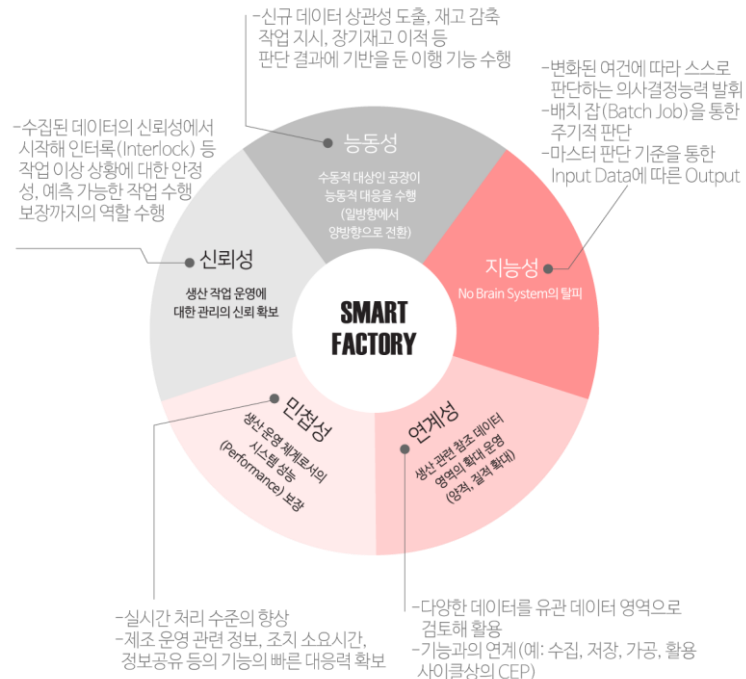 -신규 데이터 상관성 도출, 재고 감축
작업 지시, 장기재고 이적 등
판단 결과에 기반을 둔 이행 기능 수행
-변화된 여건에 따라 스스로
판단하는 의사결정능력 발휘
-배치 잡(Batch Job)을 통한
주기적 판단
-마스터 판단 기준을 통한
Input Data에 따른 Output
-수집된 데이터의 신뢰성에서
시작해 인터록(Interlock) 등
작업 이상 상황에 대한 안정
성, 예측 가능한 작업 수행
보장까지의 역할 수행
능동성
수동적 대상인 공장이
능동적 대응을 수행
(일방향에서
양방향으로 전환)
신뢰성
생산 작업 운영에
대한 관리의 신뢰 확보
지능성
No Brain System의 탈피
SMART
FACTORY
민첩성
생산 운영 체계로서의
시스템 성능
(Performance) 보장
연계성
생산 관련 참조 데이터
영역의 확대 운영
(양적, 질적 확대)
-실시간 처리 수준의 향상
-제조 운영 관련 정보, 조치 소요시간,
정보공유 등의 기능의 빠른 대응력 확보
-다양한 데이터를 유관 데이터 영역으로
검토해 활용
-기능과의 연계(예: 수집, 저장, 가공, 활용
사이클상의 CEP)